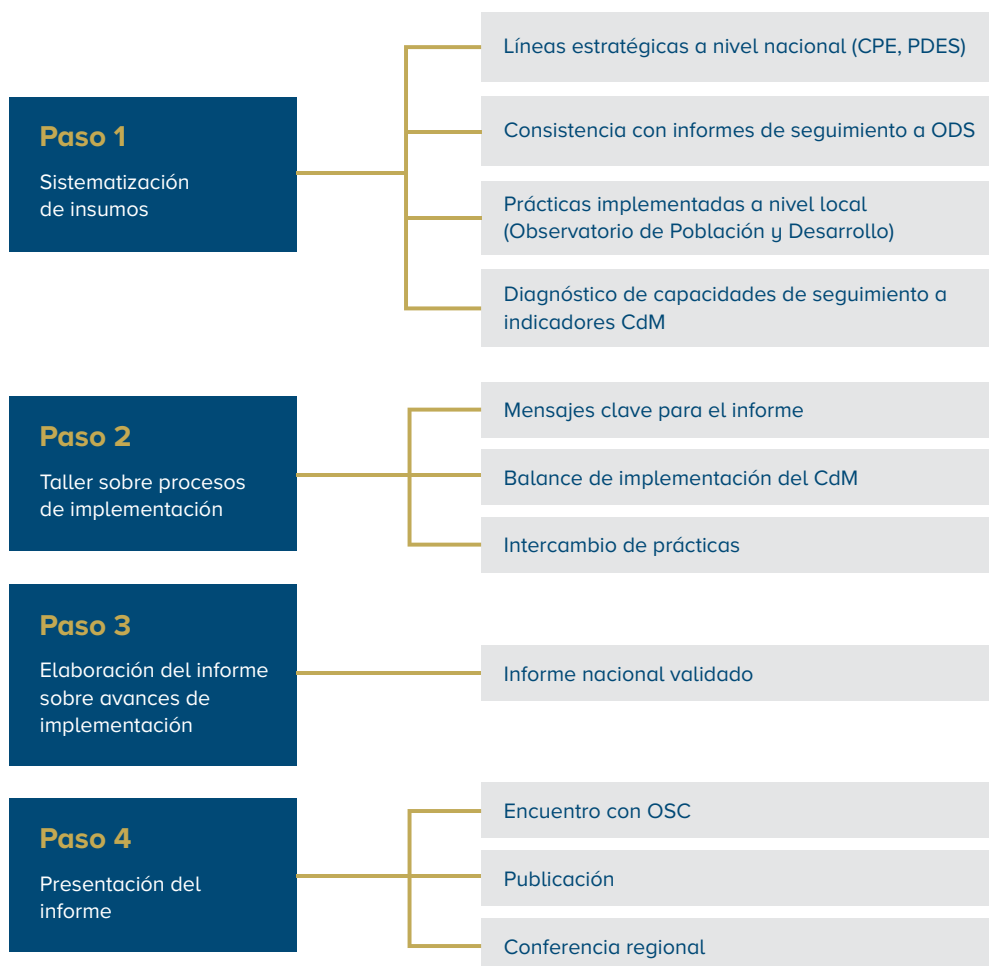 Paso 1
Sistematización
de insumos
Líneas estratégicas a nivel nacional (CPE, PDES)
Consistencia con informes de seguimiento a ODS
Prácticas implementadas a nivel local
(Observatorio de Población y Desarrollo)
Diagnóstico de capacidades de seguimiento a
indicadores CdM
Paso 2
Taller sobre procesos
de implementación
Mensajes clave para el informe
Balance de implementación del CdM
Intercambio de prácticas
Paso 3
Elaboración del informe
sobre avances de
implementación
Informe nacional validado
Paso 4
Presentación del
informe
Encuentro con OSC
Publicación
Conferencia regional